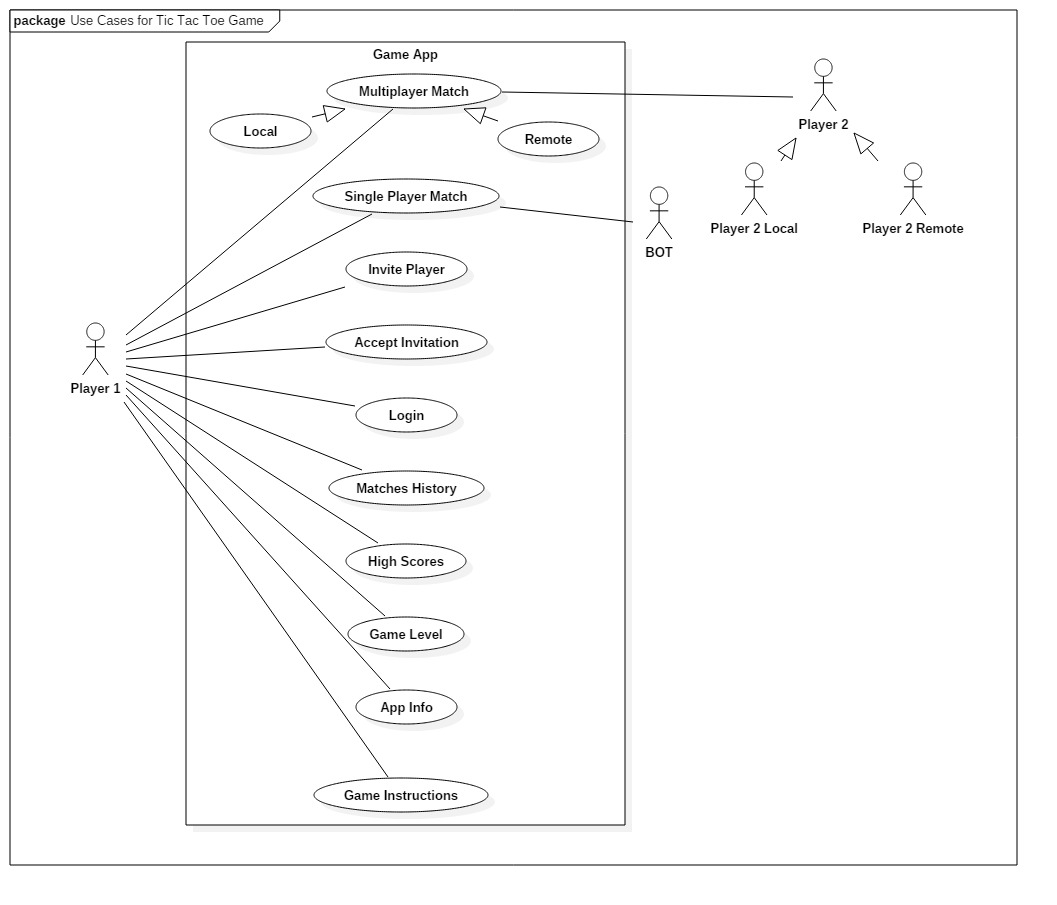 package Use Cases for Tic Tac Toe Game
Game App
Multiplayer Match
Local
Remote
Player 2
Single Player Match
BOT
Player 2 Local
Player 2 Remote
Invite Player
Accept Invitation
Player 1
Login
Matches History
High Scores
Game Level
App Info
Game Instructions